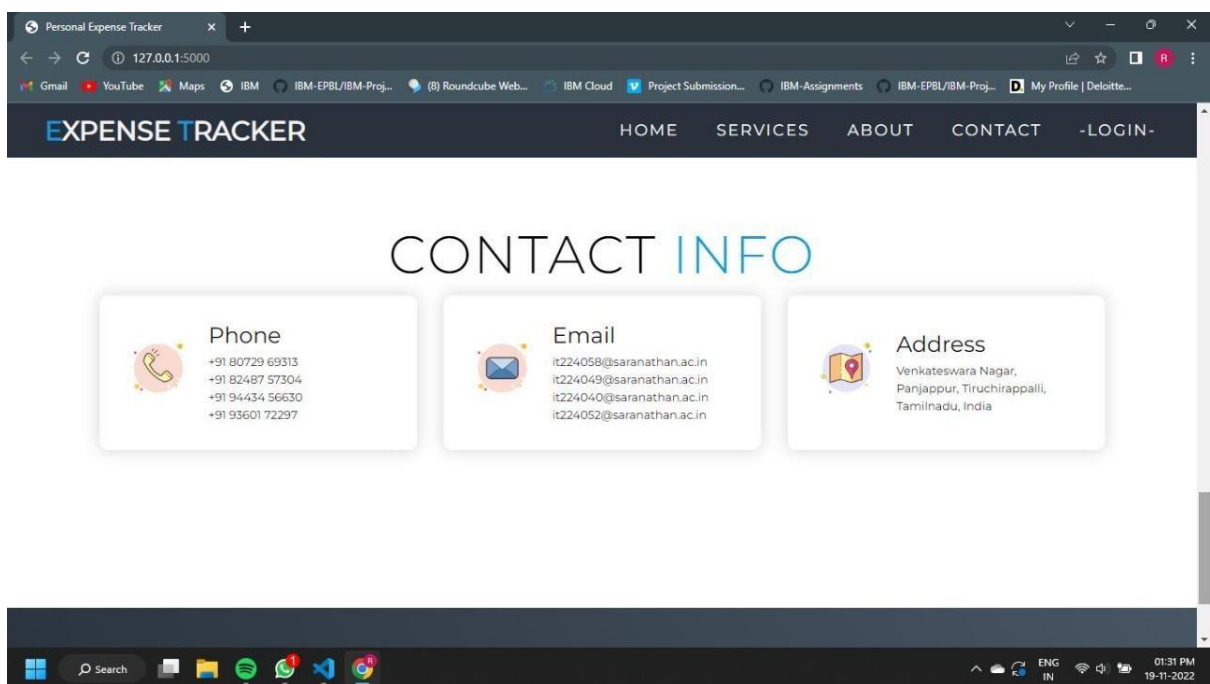 Personal Expense Tracker
127.0.0.1:5000
R
Gmail YouTube Maps IBM IBM-EPBL/IBM-Proj... (8) Roundcube Web... IBM Cloud Project Submission... IBM-Assignments IBM-EPBL/IBM-Proj... D. My Profile | Deloitte...
EXPENSE TRACKER HOME SERVICES ABOUT CONTACT -LOGIN-
CONTACT INFO
Phone
+91 80729 69313
+91 82487 57304
+91 94434 56630
+91 93601 72297
Email
it224058@saranathan.ac.in
it224049@saranathan.ac.in
it224040@saranathan.ac.in
it224052@saranathan.ac.in
Address
Venkateswara Nagar,
Panjappur, Tiruchirappalli,
Tamilnadu, India
Search
1
R
ENG
IN
01:31 PM
19-11-2022